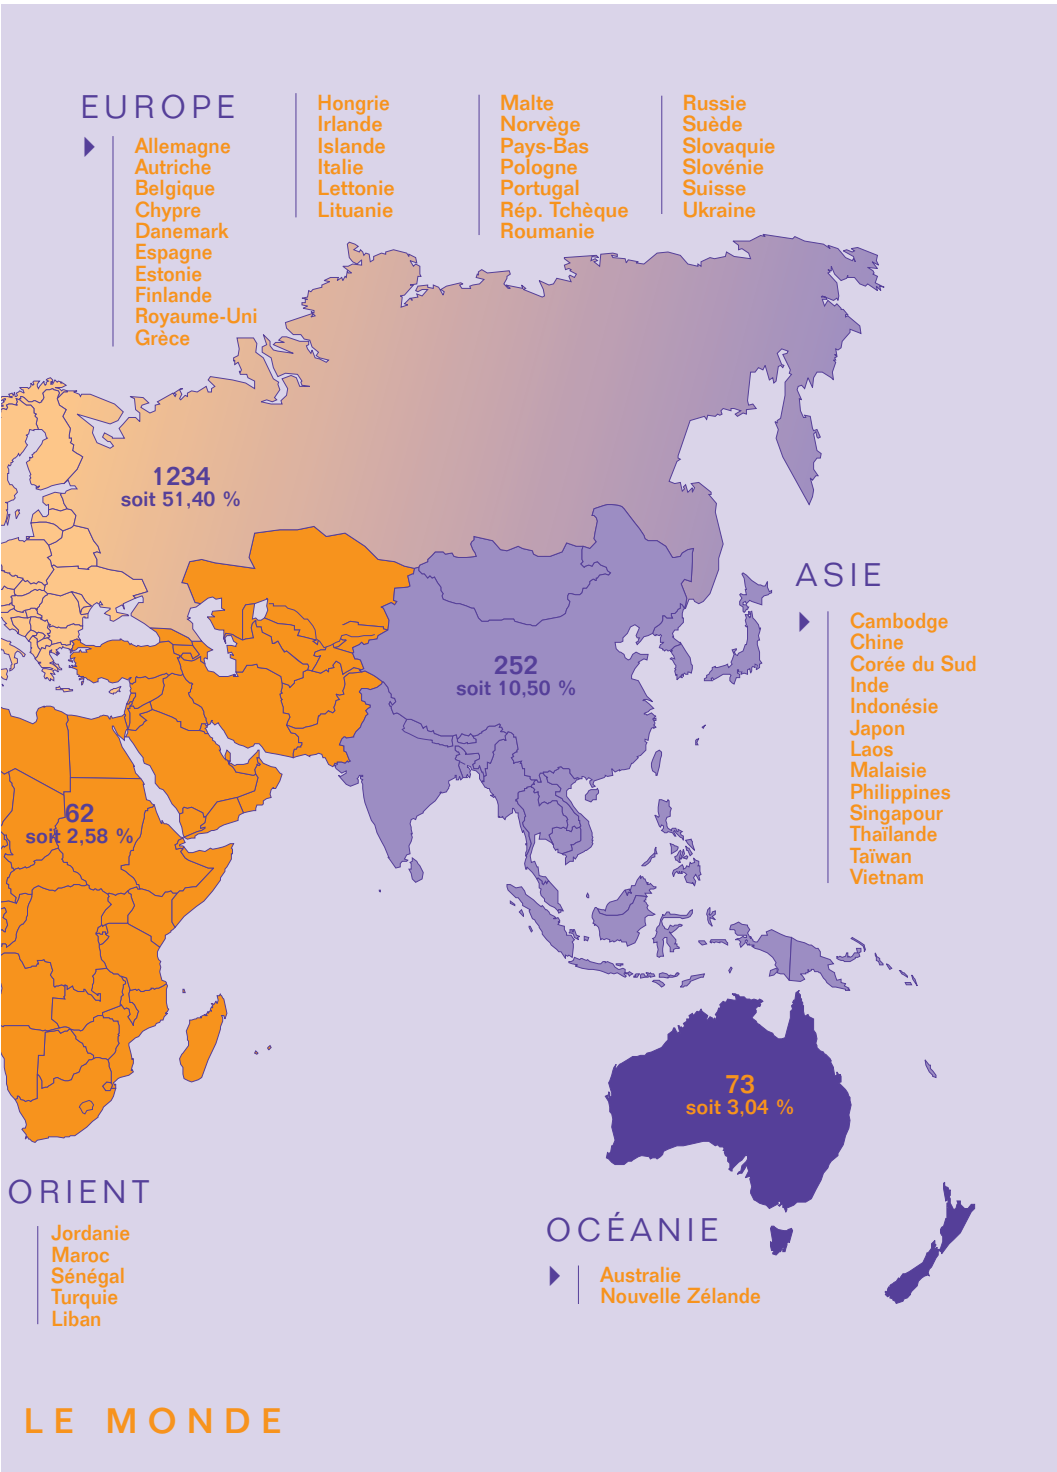 EUROPE
Allemagne
Autriche
Belgique
Chypre
Danemark
Espagne
Estonie
Finlande
Royaume-Uni
Grèce
Hongrie
Irlande
Islande
Italie
Lettonie
Lituanie
Malte
Norvège
Pays-Bas
Pologne
Portugal
Rép. Tchèque
Roumanie
Russie
Suède
Slovaquie
Slovénie
Suisse
Ukraine
1234
soit 51,40 %
ASIE
Cambodge
Chine
Corée du Sud
Inde
Indonésie
Japon
Laos
Malaisie
Philippines
Singapour
Thaïlande
Taïwan
Vietnam
252
soit 10,50 %
62
soit 2,58 %
73
soit 3,04 %
ORIENT
Jordanie
Maroc
Sénégal
Turquie
Liban
OCÉANIE
Australie
Nouvelle Zélande
LE MONDE